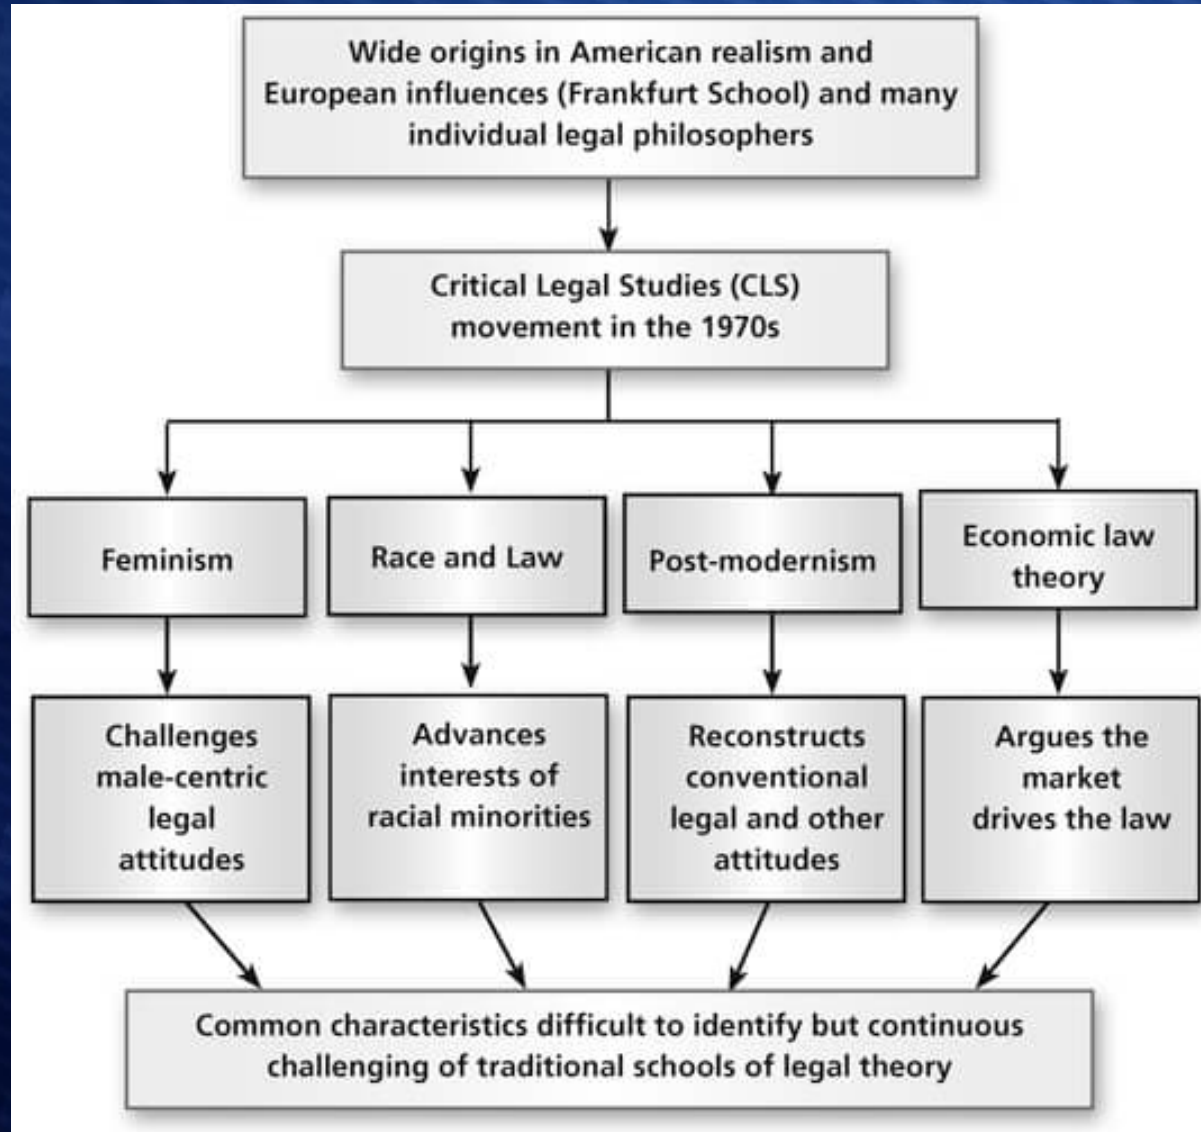 Wide origins in American realism and
European influences (Frankfurt School) and many
individual legal philosophers
Critical Legal Studies (CLS)
movement in the 1970s
Feminism
Race and Law
Post-modernism
Economic law
theory
Challenges
male-centric
legal
attitudes
Advances
interests of
racial minorities
Reconstructs
conventional
legal and other
attitudes
Argues the
market
drives the law
Common characteristics difficult to identify but continuous
challenging of traditional schools of legal theory